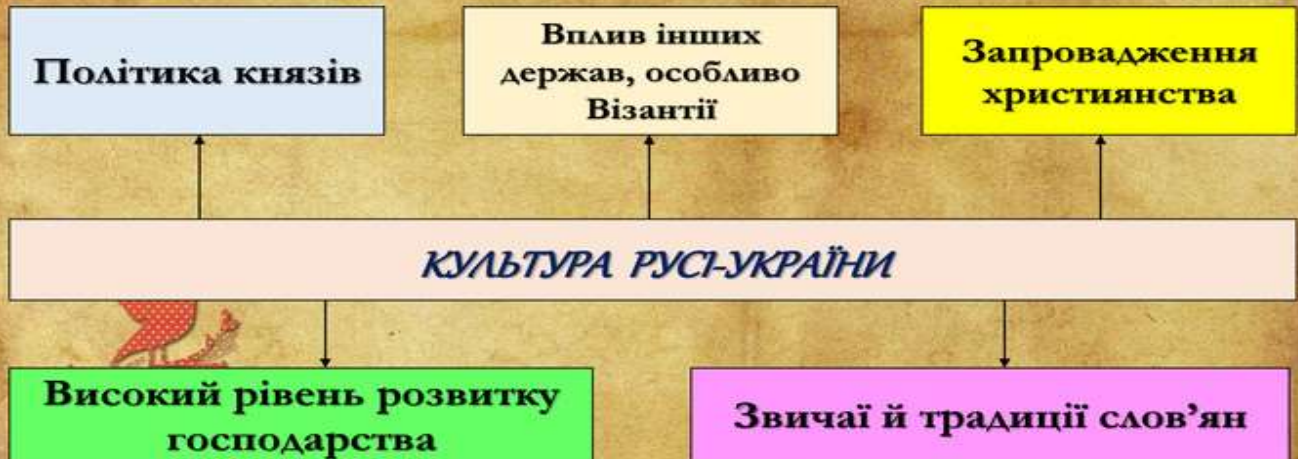 Політика князів
Вплив інших
держав, особливо
Візантії
Запровадження
християнства
КУЛЬТУРА РУСІ-УКРАЇНИ
Високий рівень розвитку
господарства
Звичаї й традиції слов’ян